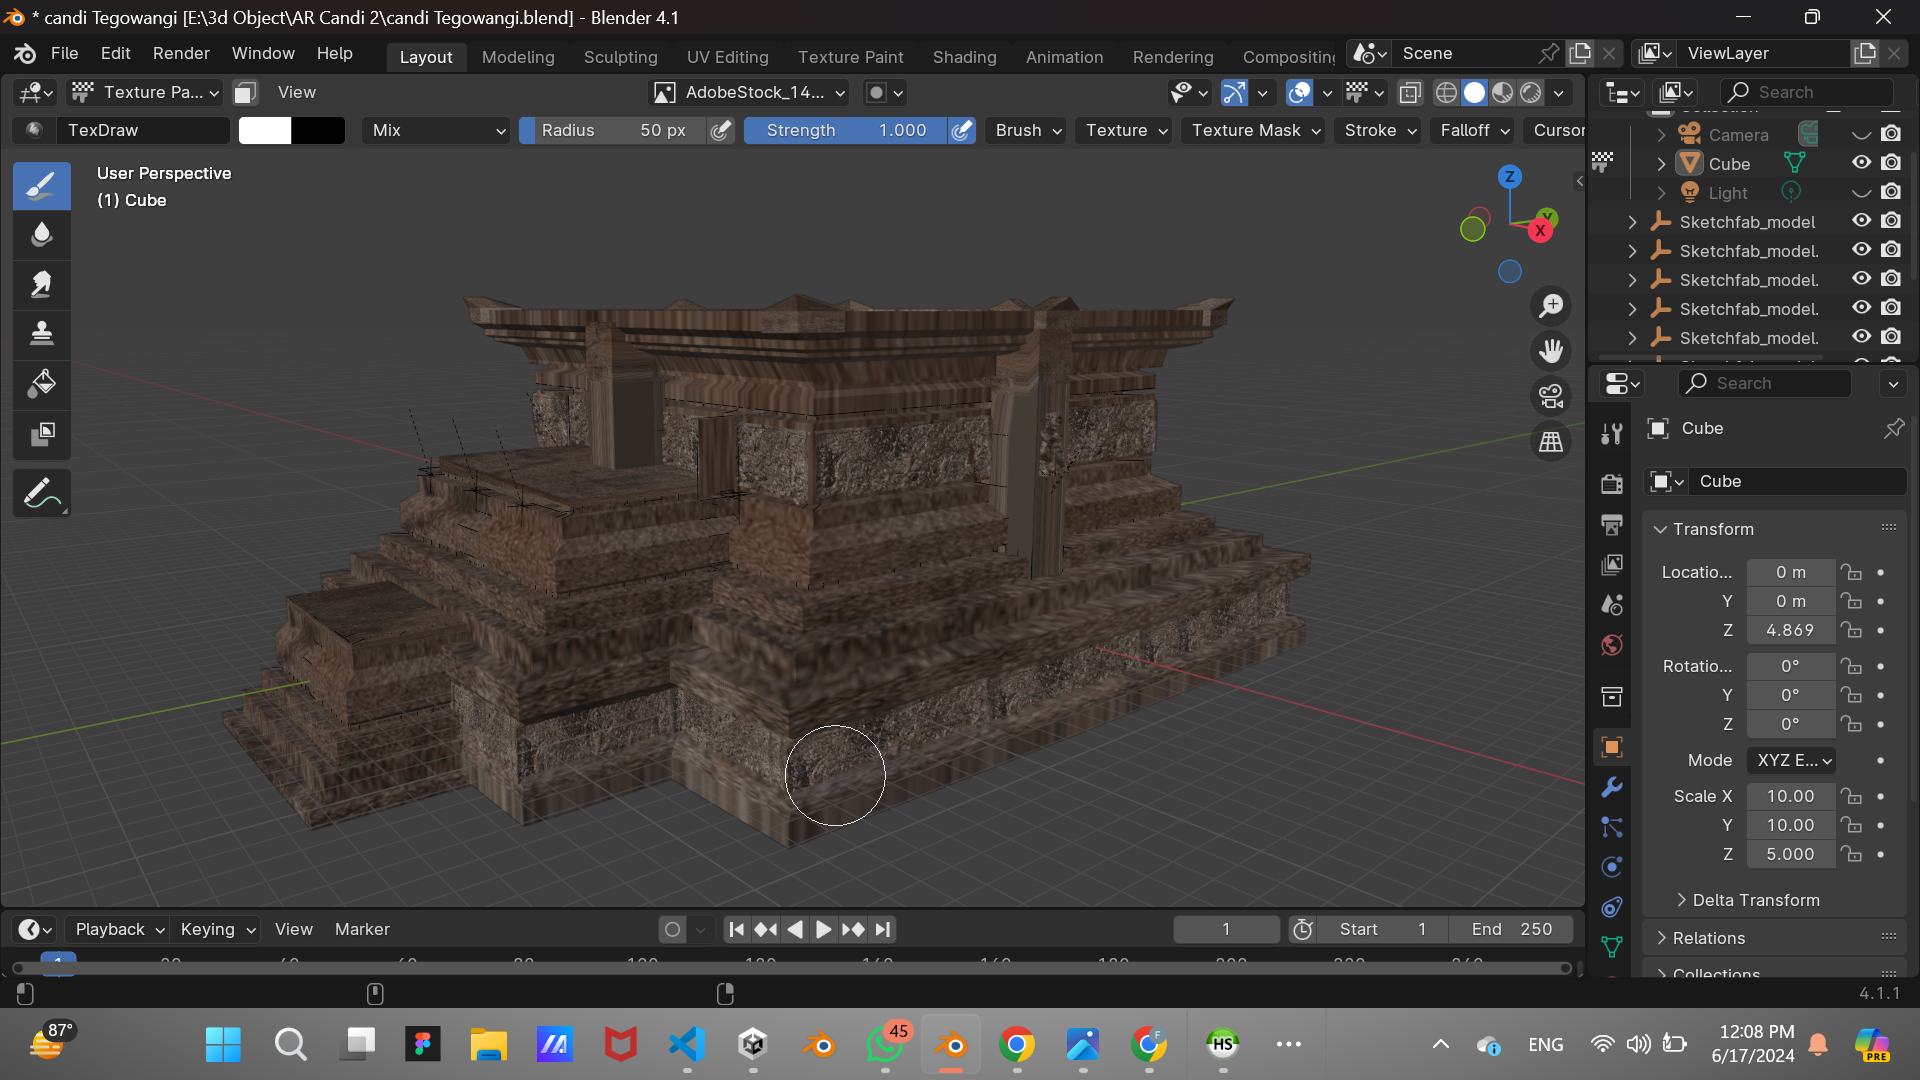 * candi Tegowangi [E:\3d Object\AR Candi 2\candi Tegowangi.blend] - Blender 4.1
File Edit Render Window Help
Layout Modeling Sculpting UV Editing Texture Paint Shading Animation Rendering Compositing
Scene
ViewLayer
Texture Pa...
View
AdobeStock_14...
Search
TexDraw
Mix
Radius 50 px
Strength 1.000
Brush
Texture
Texture Mask
Stroke
Falloff
Cursor
User Perspective
(1) Cube
Z
Y
X
Camera
Cube
Light
Sketchfab_model
Sketchfab_model.
Sketchfab_model.
Sketchfab_model.
Sketchfab_model.
Search
Cube
Cube
Transform
Locatio... 0 m
Y 0 m
Z 4.869
Rotatio... 0°
Y 0°
Z 0°
Mode XYZ E...
Scale X 10.00
Y 10.00
Z 5.000
Delta Transform
Relations
Collections
Playback
Keying
View
Marker
1
Start 1
End 250
1
4.1.1
87°
45
F
HS
ENG
12:08 PM
6/17/2024
PRE